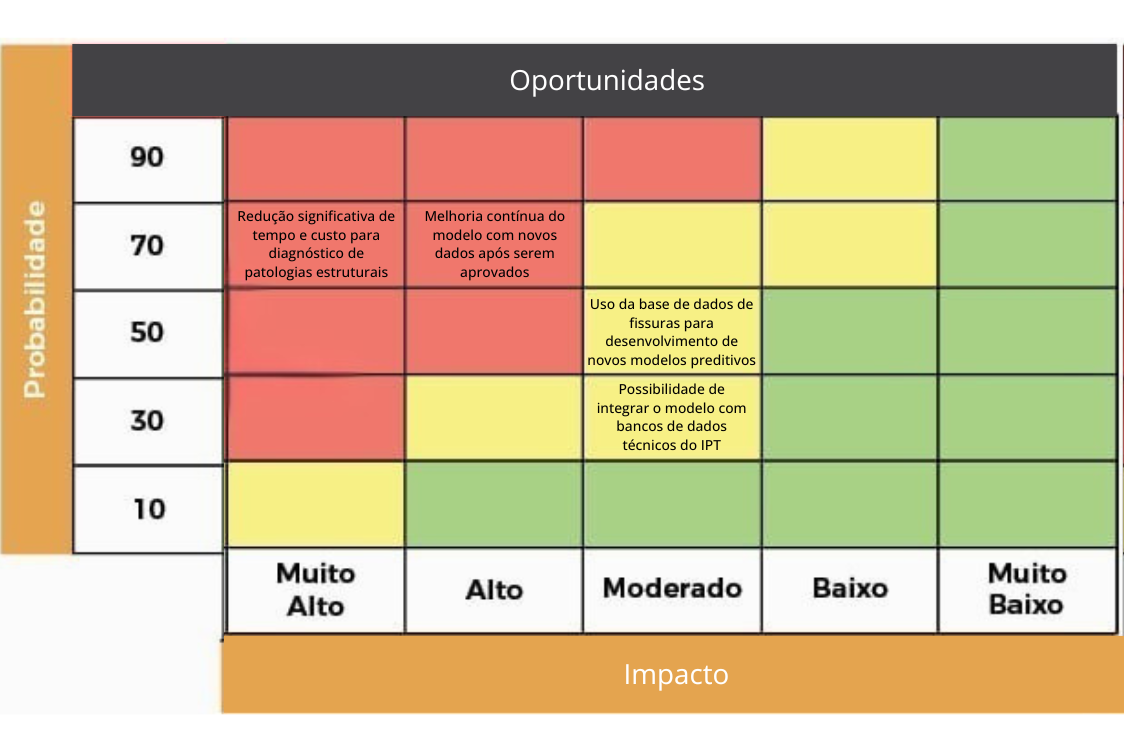 Oportunidades
Probabilidade
90
70
Redução significativa de
tempo e custo para
diagnóstico de
patologias estruturais
Melhoria contínua do
modelo com novos
dados após serem
aprovados
50
Uso da base de dados de
fissuras para
desenvolvimento de
novos modelos preditivos
30
Possibilidade de
integrar o modelo com
bancos de dados
técnicos do IPT
10
Muito
Alto
Alto
Moderado
Baixo
Muito
Baixo
Impacto